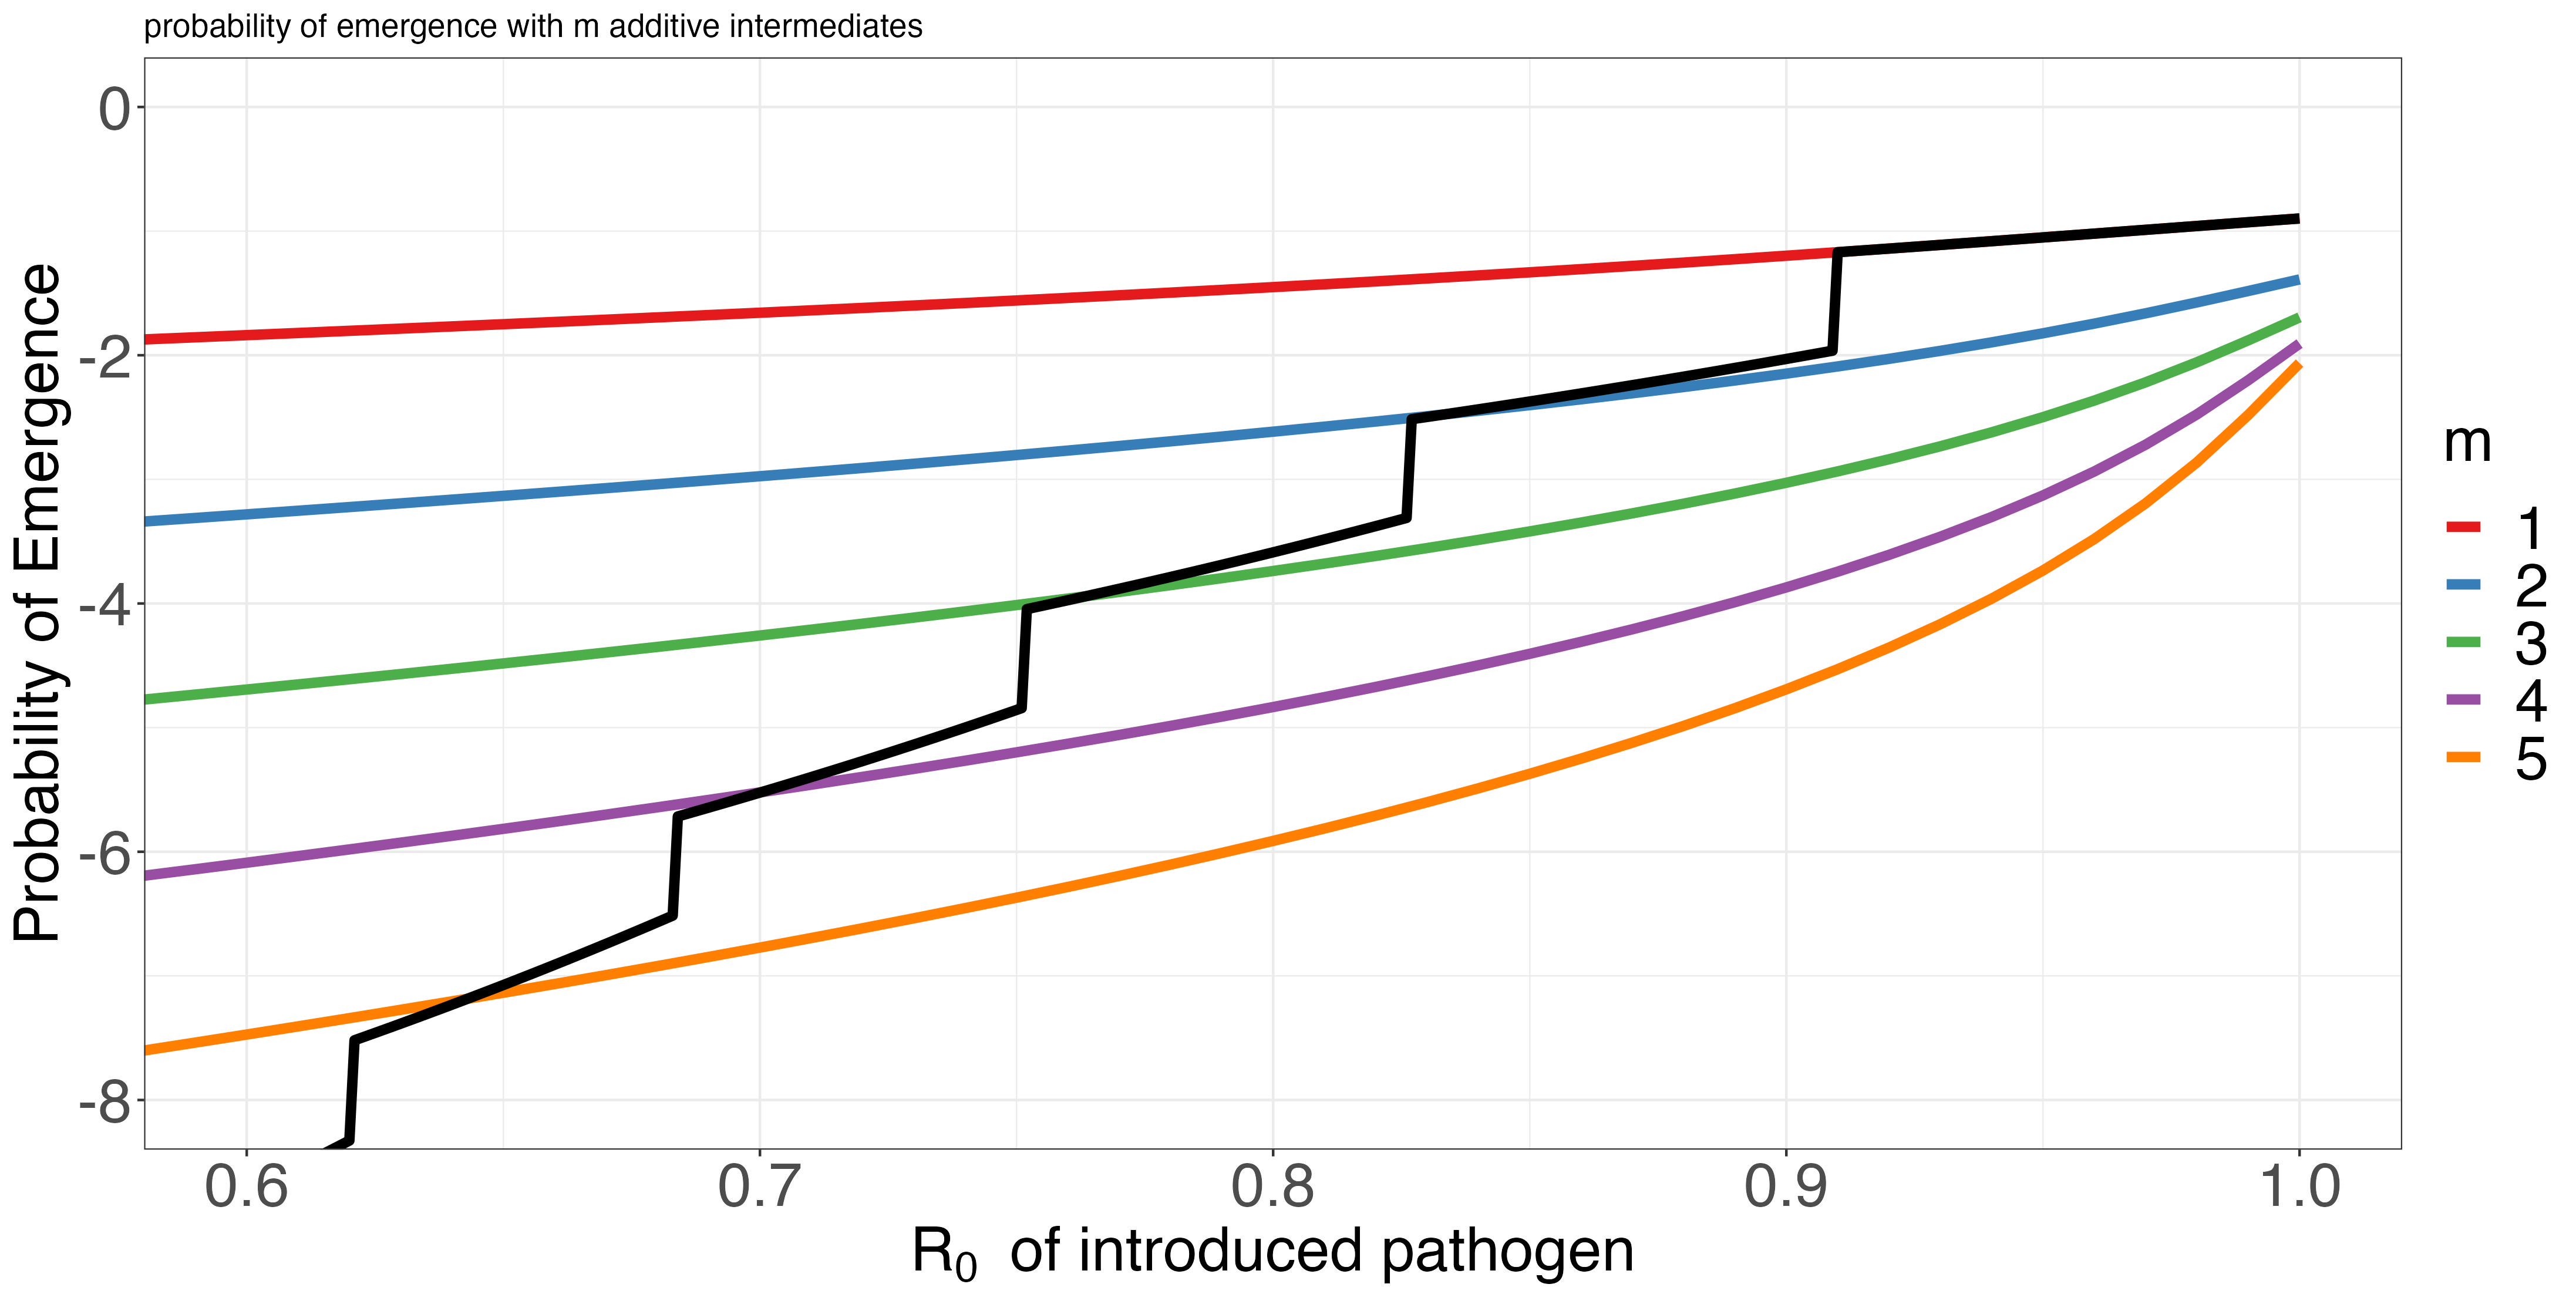 probability of emergence with m additive intermediates
Probability of Emergence
0
-2
-4
-6
-8
0.6 0.7 0.8 0.9 1.0
R₀ of introduced pathogen
m
1
2
3
4
5